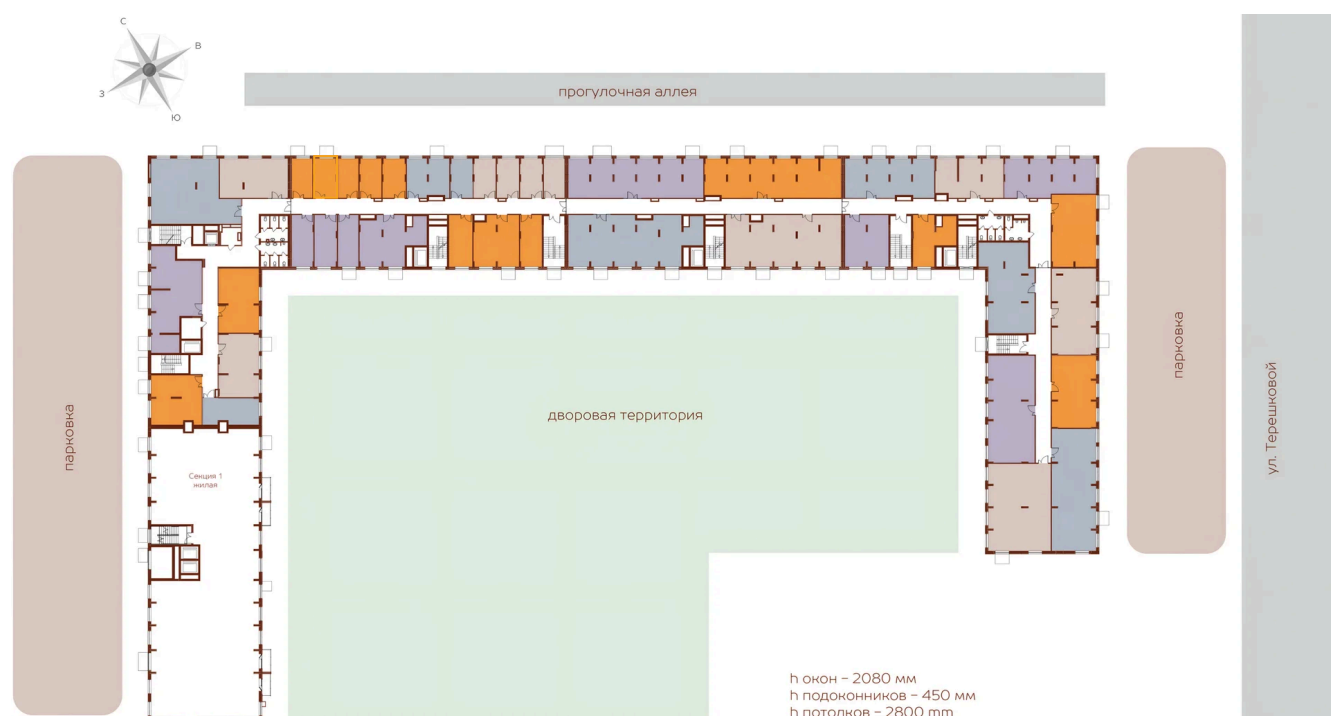 С
В
З
Ю
прогулочная аллея
парковка
парковка
ул. Терешковой
дворовая территория
Секция 1
жилая
h окон – 2080 мм
h подоконников – 450 мм
h потолков – 2800 mm